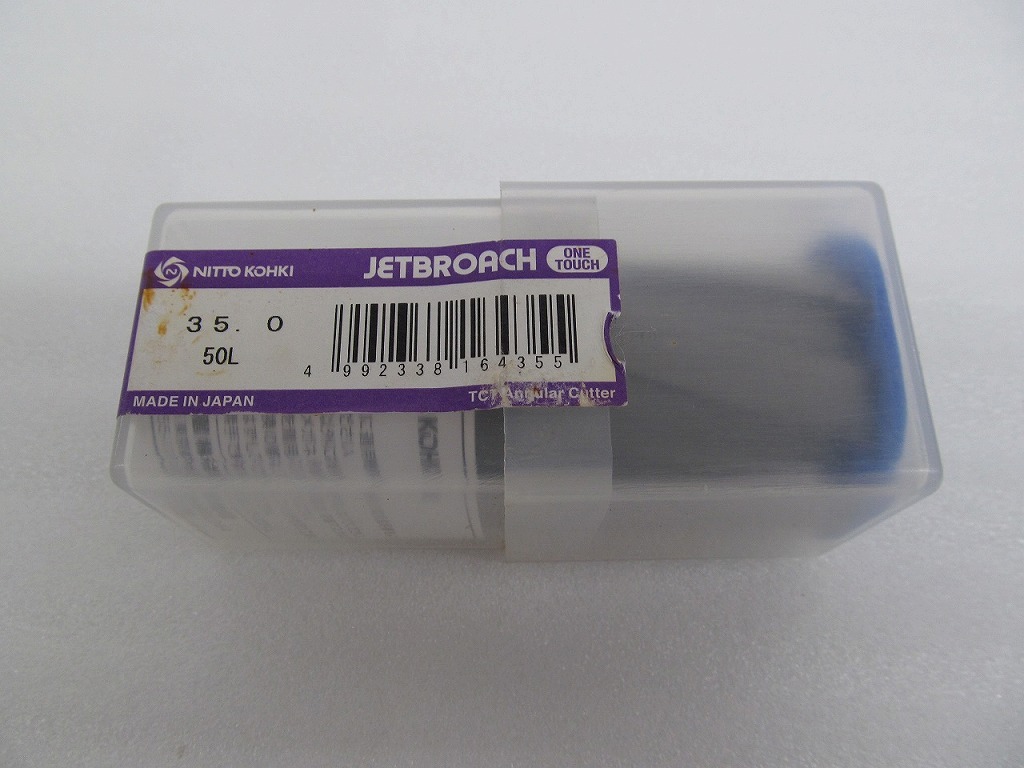 NITTO KOHKI
JETBROACH ONE TOUCH
35.0
50L
4 992338 164355
MADE IN JAPAN
Annular Cutter